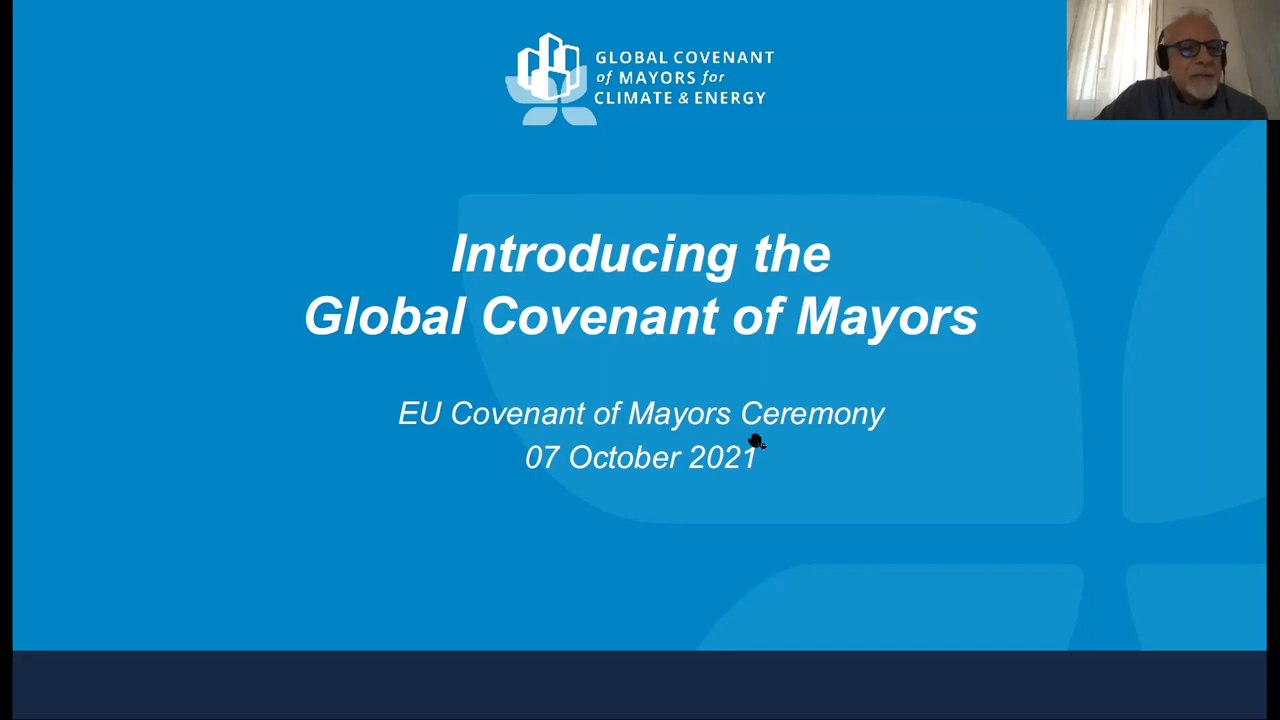 GLOBAL COVENANT
of MAYORS for
CLIMATE & ENERGY
Introducing the
Global Covenant of Mayors
EU Covenant of Mayors Ceremony
07 October 2021